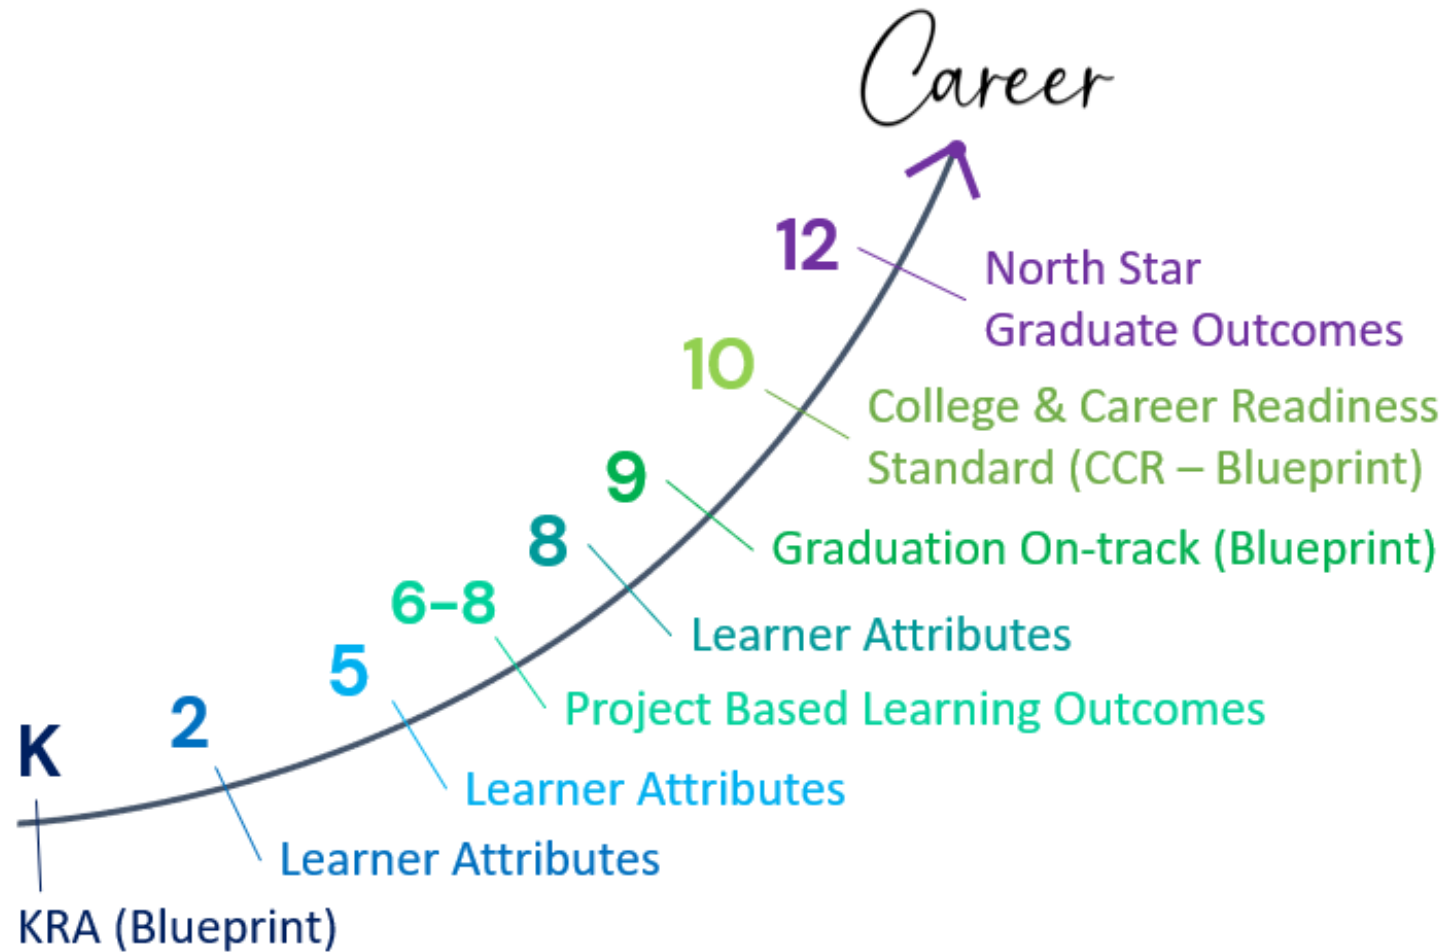 Career
12
North Star
Graduate Outcomes
10
College & Career Readiness
Standard (CCR – Blueprint)
9
Graduation On-track (Blueprint)
8
Learner Attributes
6–8
Project Based Learning Outcomes
5
Learner Attributes
2
Learner Attributes
K
KRA (Blueprint)